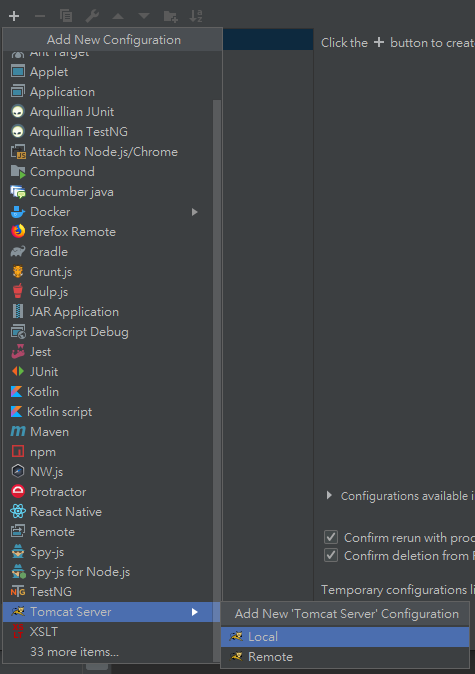 Add New Configuration
Click the + button to create
Ant Target
Applet
Application
Arquillian JUnit
Arquillian TestNG
Attach to Node.js/Chrome
Compound
Cucumber java
Docker
Firefox Remote
Gradle
Grunt.js
Gulp.js
JAR Application
JavaScript Debug
Jest
JUnit
Kotlin
Kotlin script
Maven
npm
NW.js
Protractor
React Native
Remote
Spy-js
Spy-js for Node.js
TestNG
Tomcat Server
XSLT
33 more items...
Configurations available i
Confirm rerun with proc
Confirm deletion from
Temporary configurations li
Add New 'Tomcat Server' Configuration
Local
Remote